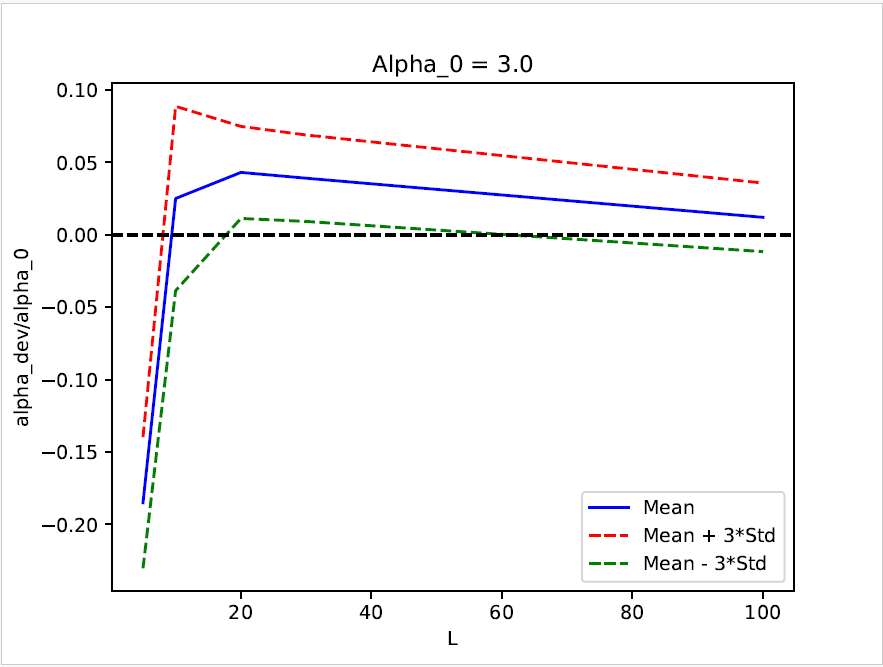 Alpha_0 = 3.0
alpha_dev/alpha_0
0.10
0.05
0.00
−0.05
−0.10
−0.15
−0.20
Mean
Mean + 3*Std
Mean - 3*Std
20 40 60 80 100
L